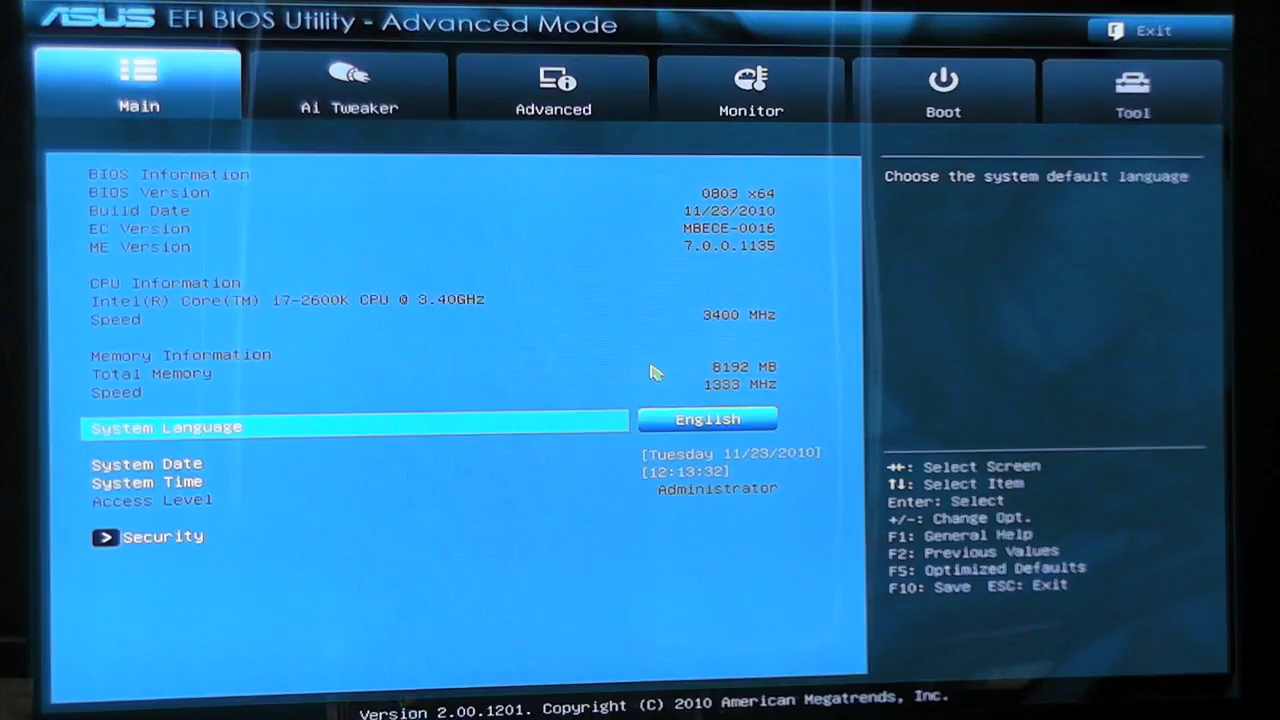 ASUS EFI BIOS Utility - Advanced Mode
Exit
Main
Ai Tweaker
Advanced
Monitor
Boot
Tool
BIOS Information
BIOS Version 0803 x64
Build Date 11/23/2010
EC Version MBECE-0016
ME Version 7.0.0.1135
CPU Information
Intel(R) Core(TM) i7-2600K CPU @ 3.40GHz
Speed 3400 MHz
Memory Information
Total Memory 8192 MB
Speed 1333 MHz
System Language English
System Date [Tuesday 11/23/2010]
System Time [12:13:32]
Access Level Administrator
> Security
Choose the system default language
→←: Select Screen
↑↓: Select Item
Enter: Select
+/-: Change Opt.
F1: General Help
F2: Previous Values
F5: Optimized Defaults
F10: Save ESC: Exit
Version 2.00.1201. Copyright (C) 2010 American Megatrends, Inc.